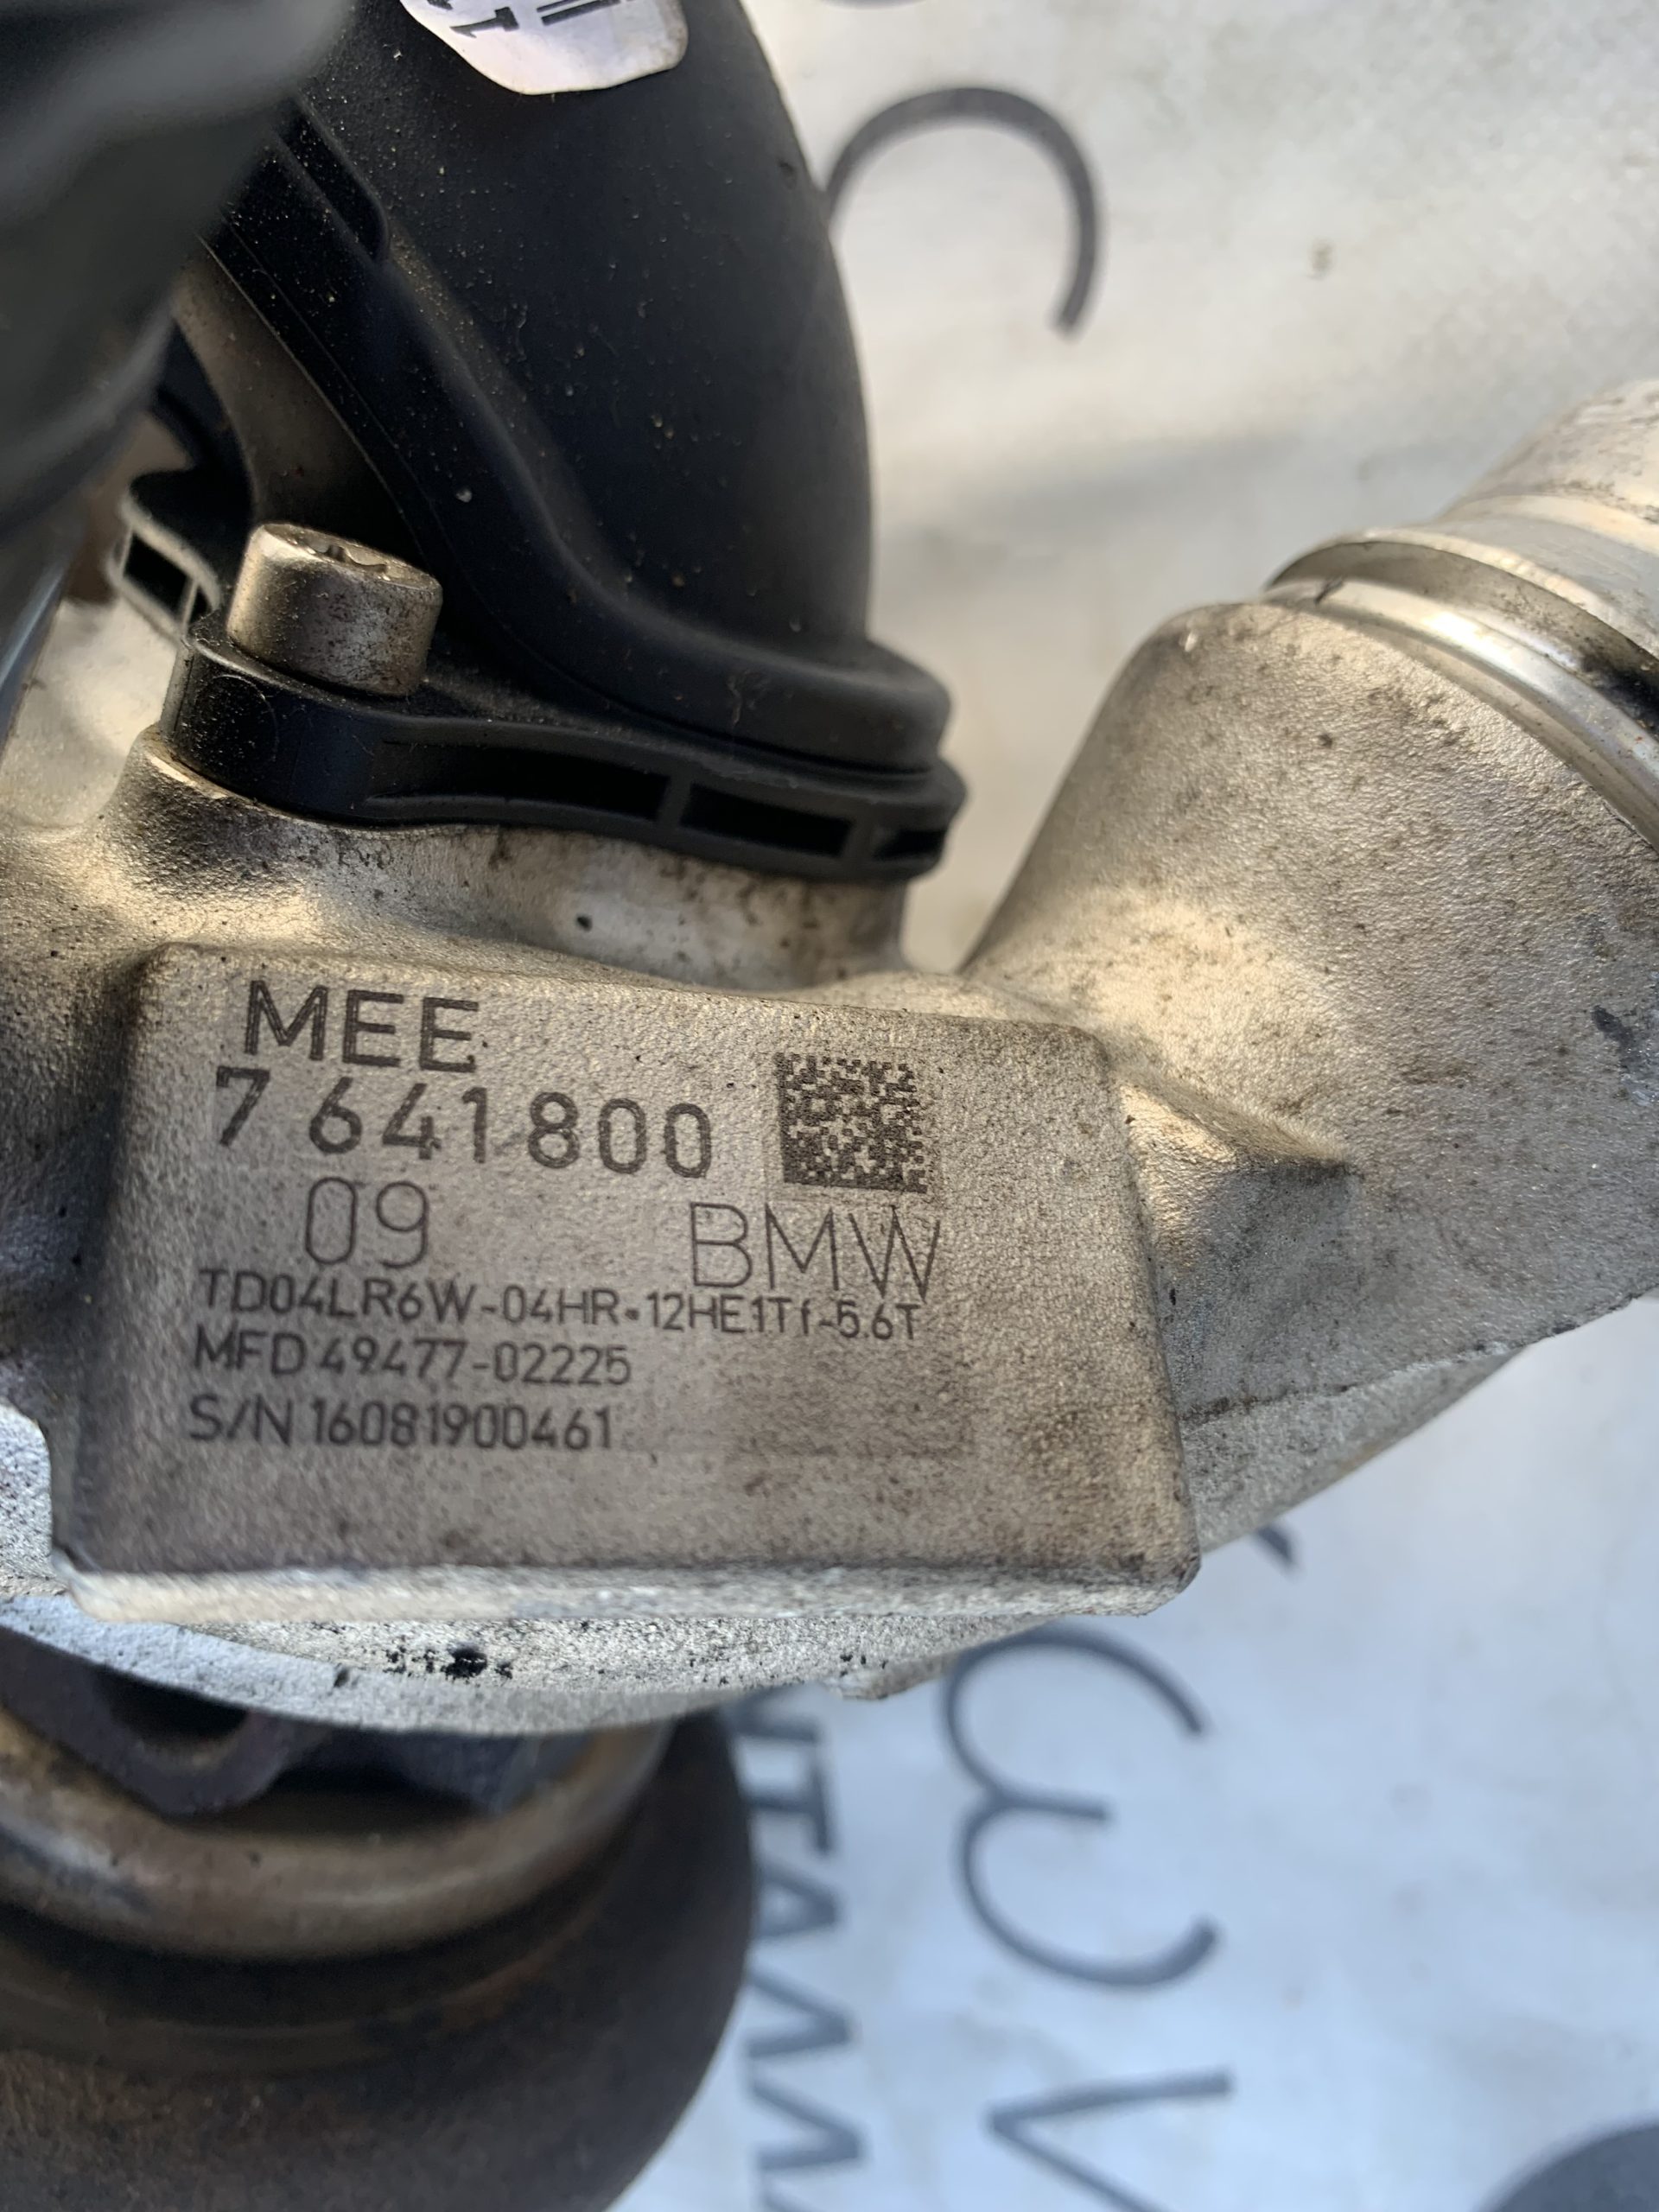 MEE
7 641800
09 BMW
TD04LR6W-04HR•12HE1Tf-5.6T
MFD 49477-02225
S/N 16081900461